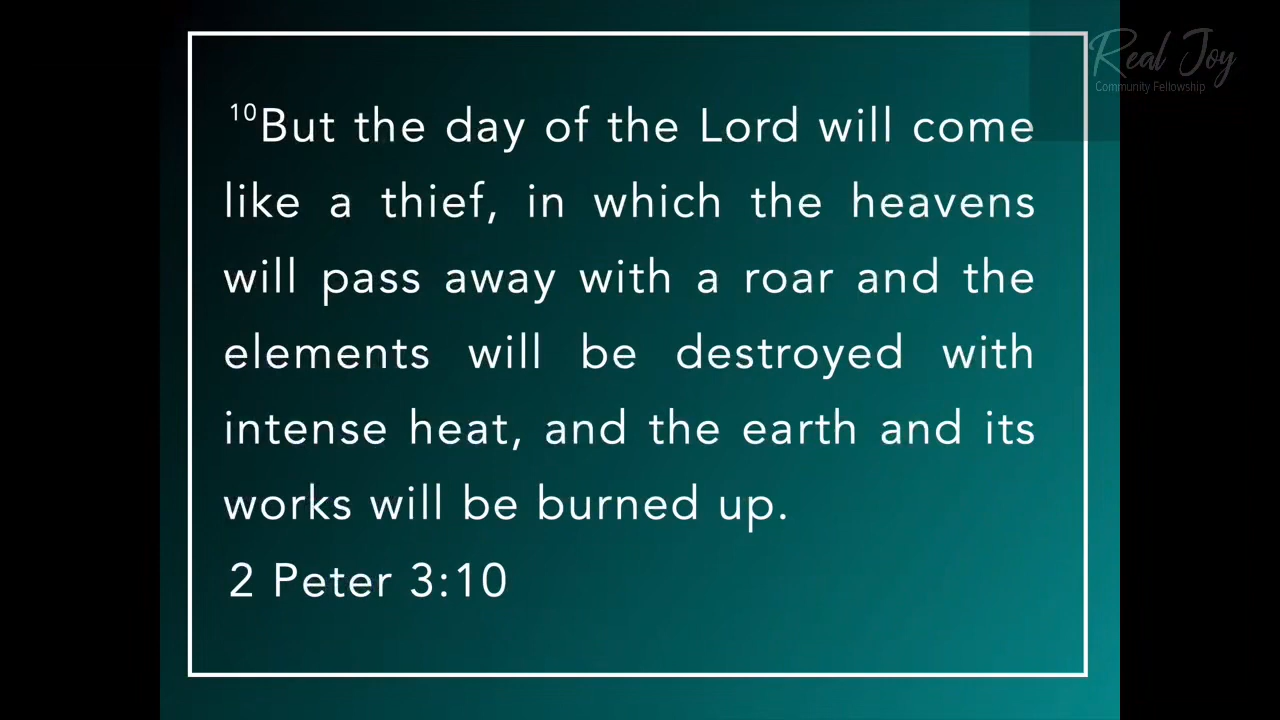 Real Joy
Community Fellowship
10But the day of the Lord will come
like a thief, in which the heavens
will pass away with a roar and the
elements will be destroyed with
intense heat, and the earth and its
works will be burned up.
2 Peter 3:10